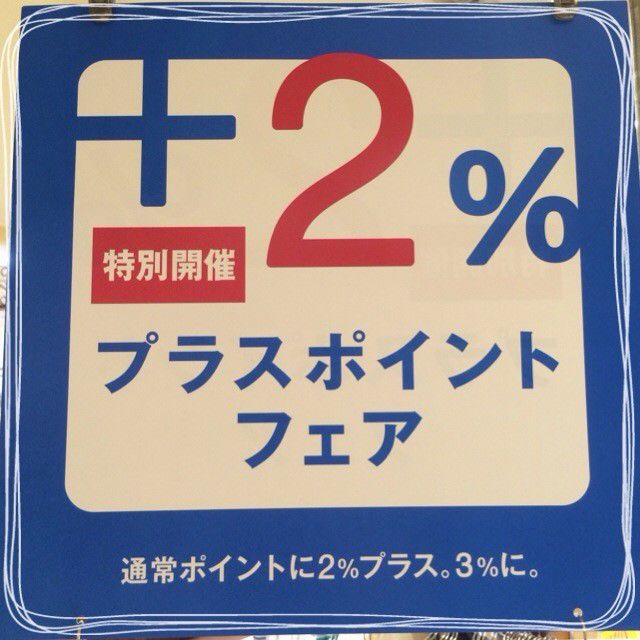 +2%
特別開催
プラスポイント
フェア
通常ポイントに2%プラス。3%に。